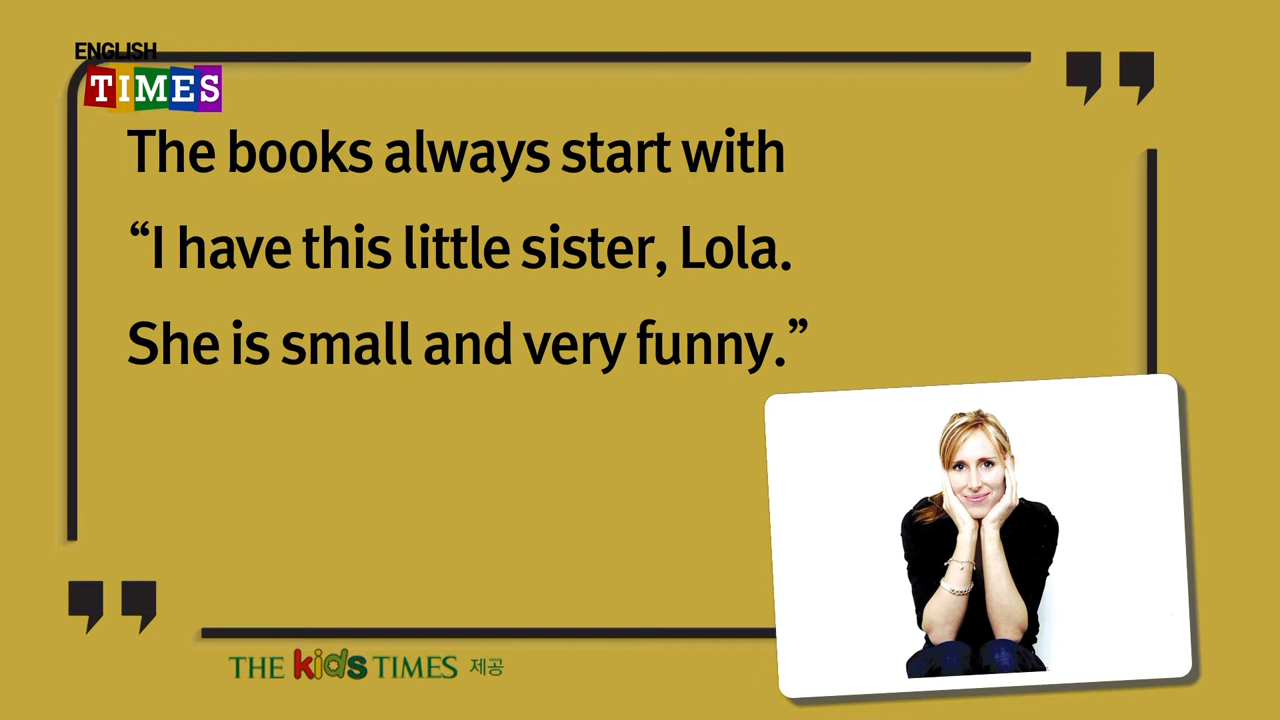 ENGLISH
TIMES
The books always start with
“I have this little sister, Lola.
She is small and very funny.”
THE kids TIMES 제공